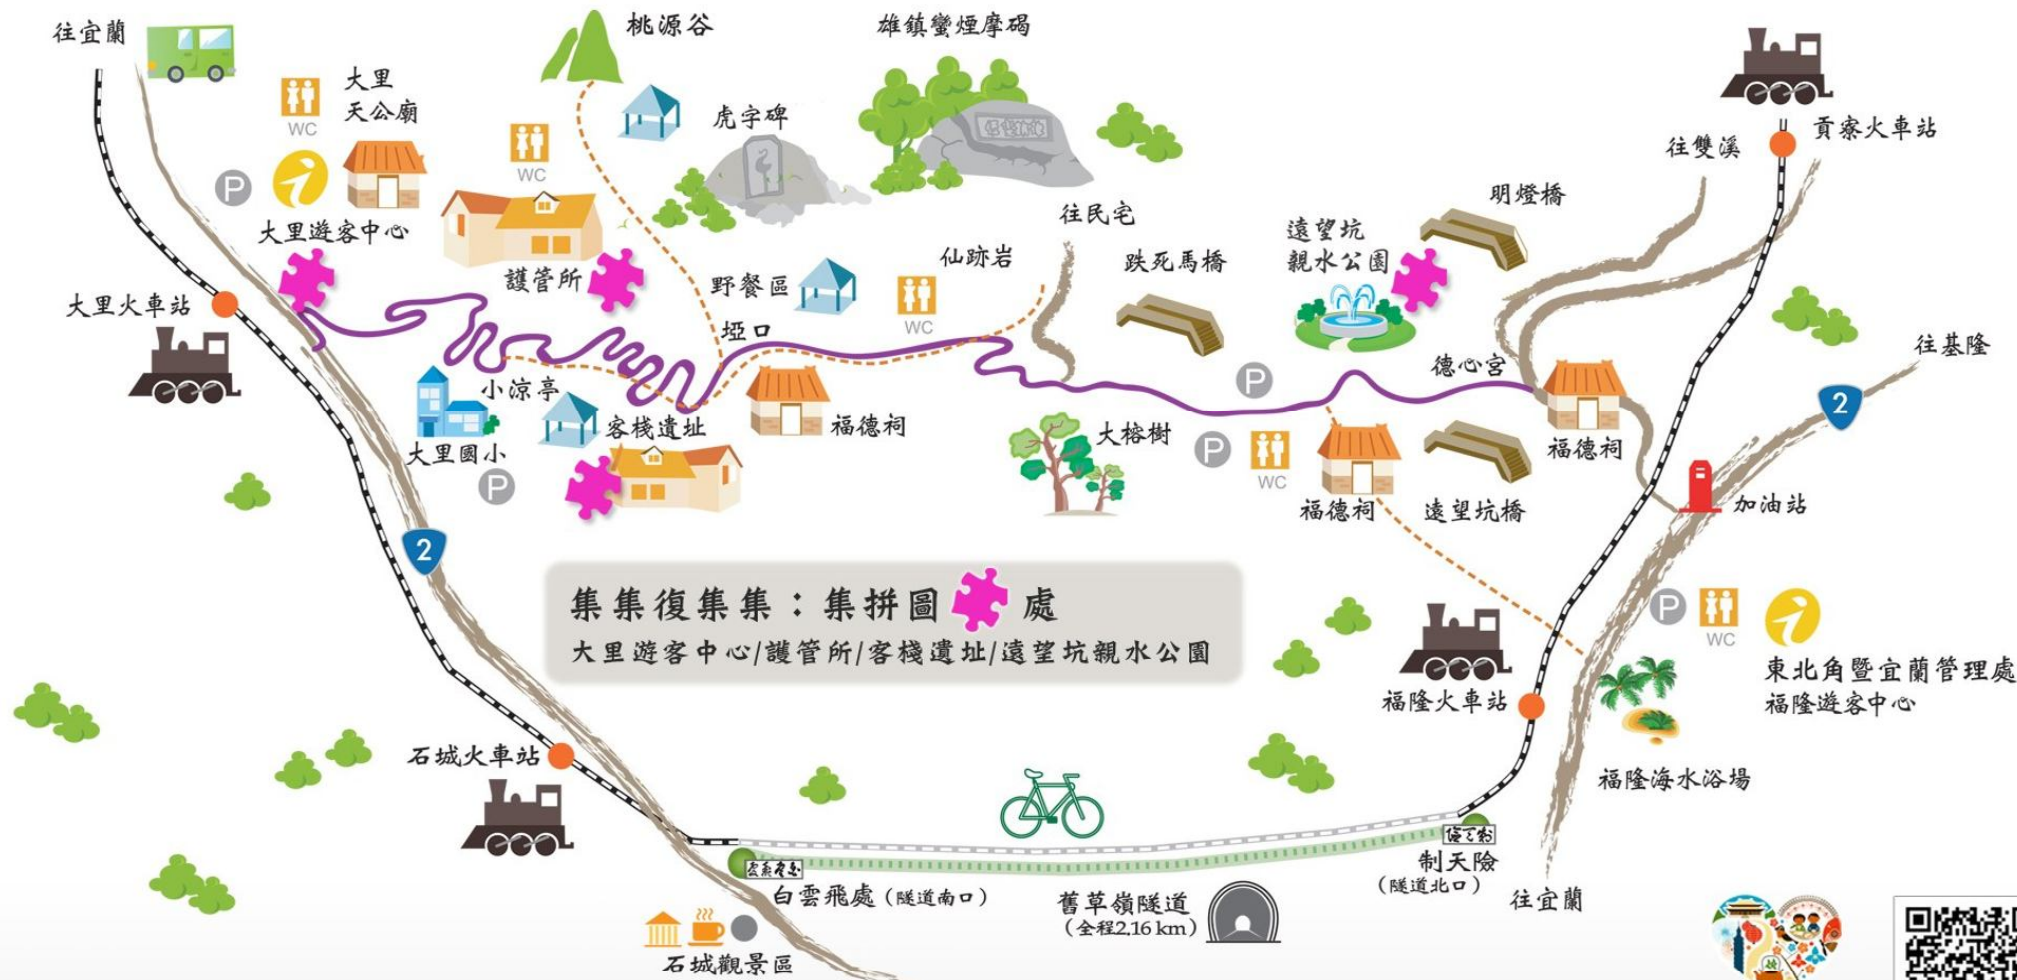 往宜蘭
桃源谷
雄鎮蠻煙摩碣
大里
天公廟
WC
WC
虎字碑
貢寮火車站
往雙溪
P
大里遊客中心
往民宅
明燈橋
遠望坑
親水公園
護管所
野餐區
仙跡岩
跌死馬橋
大里火車站
WC
埡口
往基隆
小涼亭
P
德心宮
2
客棧遺址
福德祠
大榕樹
大里國小
P
P
WC
福德祠
福德祠
遠望坑橋
加油站
2
集集復集集：集拼圖 處
大里遊客中心/護管所/客棧遺址/遠望坑親水公園
P
WC
東北角暨宜蘭管理處
福隆遊客中心
福隆火車站
石城火車站
福隆海水浴場
制天險
(隧道北口)
白雲飛處(隧道南口)
舊草嶺隧道
(全程2.16 km)
往宜蘭
石城觀景區